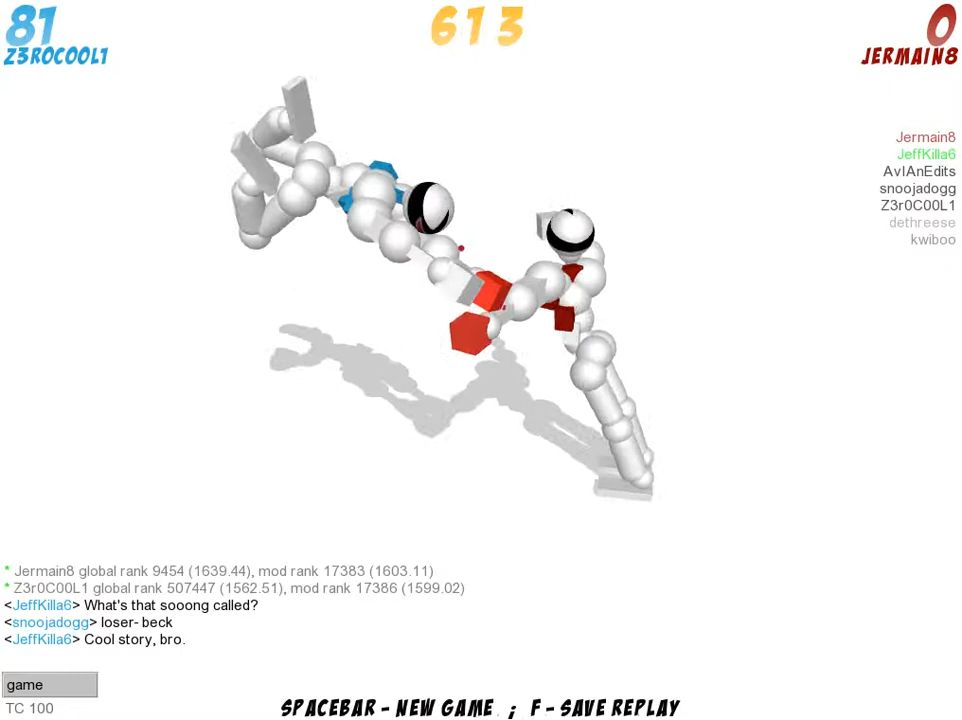 81
Z3R0COOL1
613
0
JERMAIN8
Jermain8
JeffKilla6
AvIAnEdits
snoojadogg
Z3r0C00L1
dethreese
kwiboo
* Jermain8 global rank 9454 (1639.44), mod rank 17383 (1603.11)
* Z3r0C00L1 global rank 507447 (1562.51), mod rank 17386 (1599.02)
<JeffKilla6> What's that sooong called?
<snoojadogg> loser- beck
<JeffKilla6> Cool story, bro.
game
TC 100
SPACEBAR - NEW GAME ; F - SAVE REPLAY